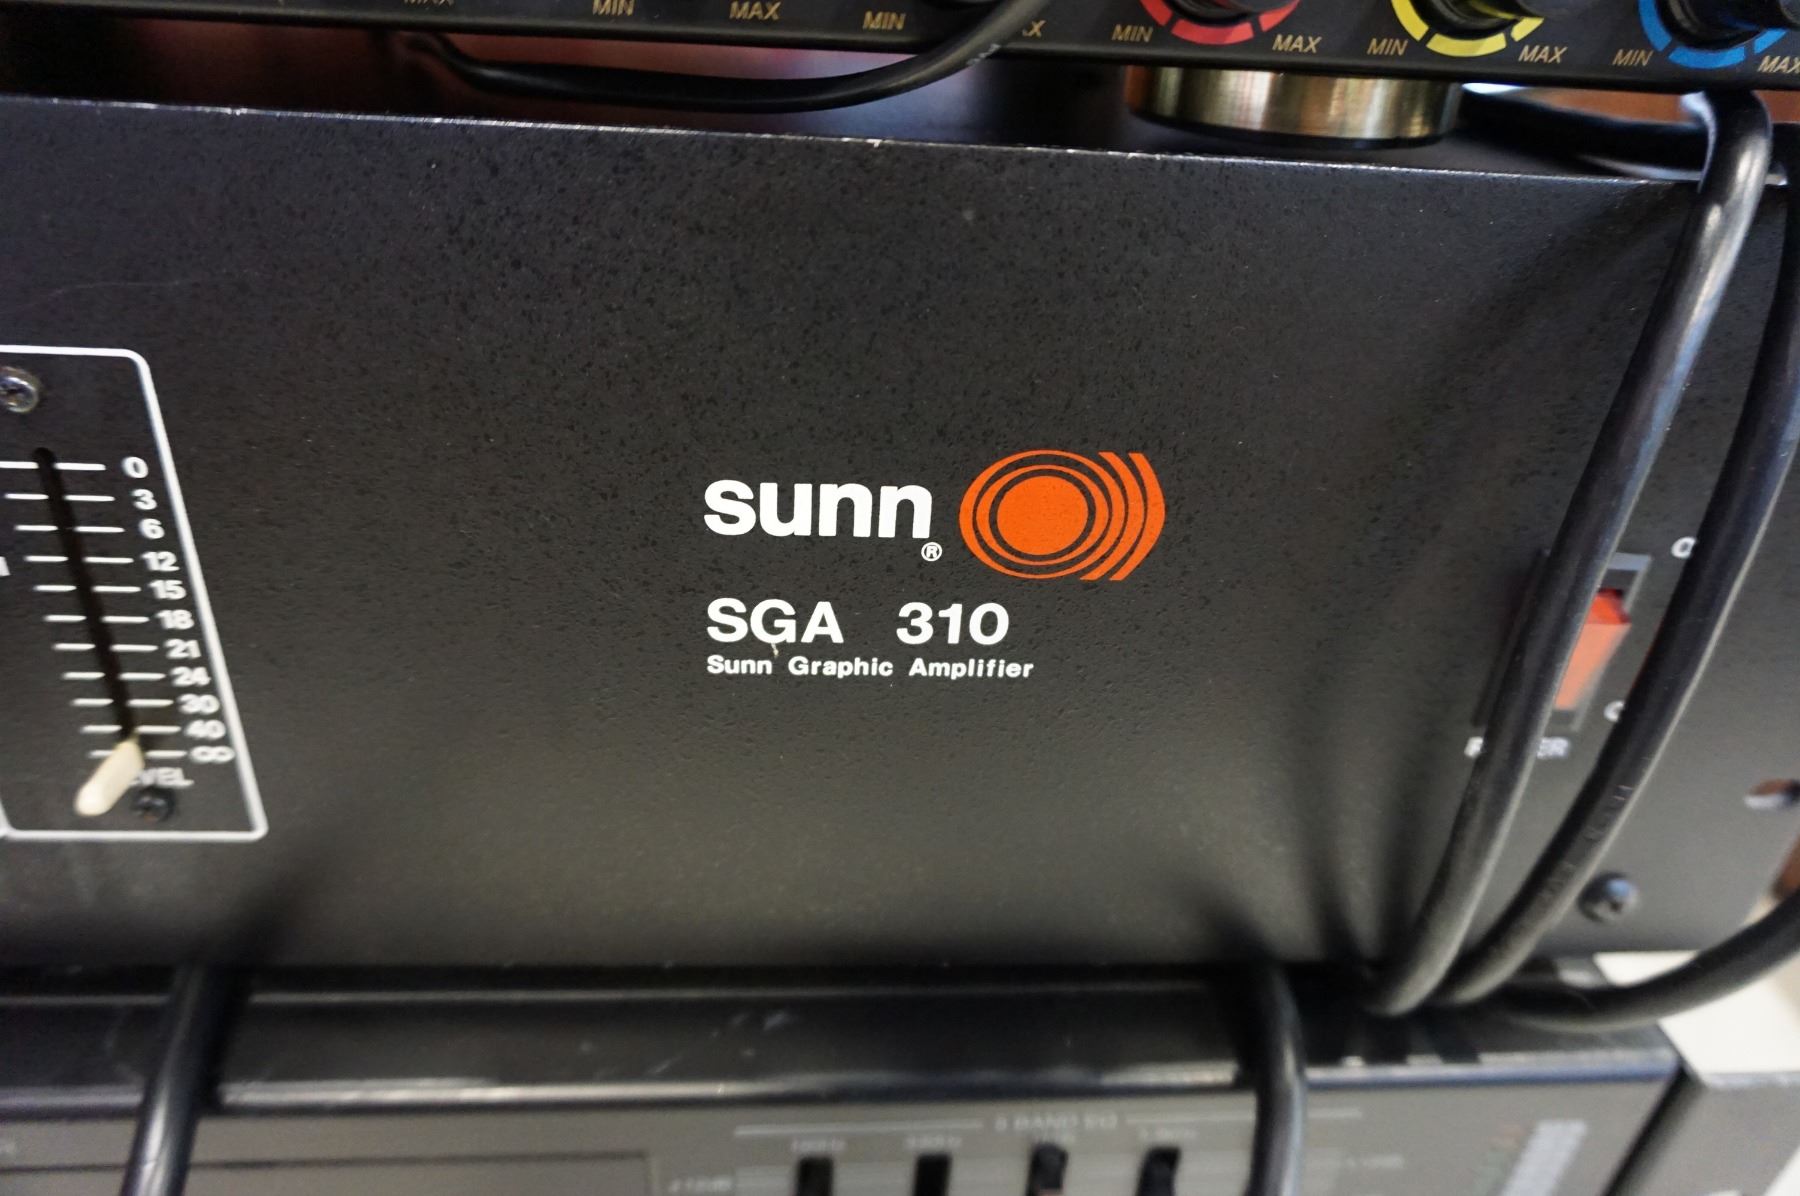 MAX
MIN
MAX
MIN
MIN
MAX
MIN
MAX
MIN
MAX
0
3
6
12
15
18
21
24
30
40
∞
sunn®
SGA 310
Sunn Graphic Amplifier